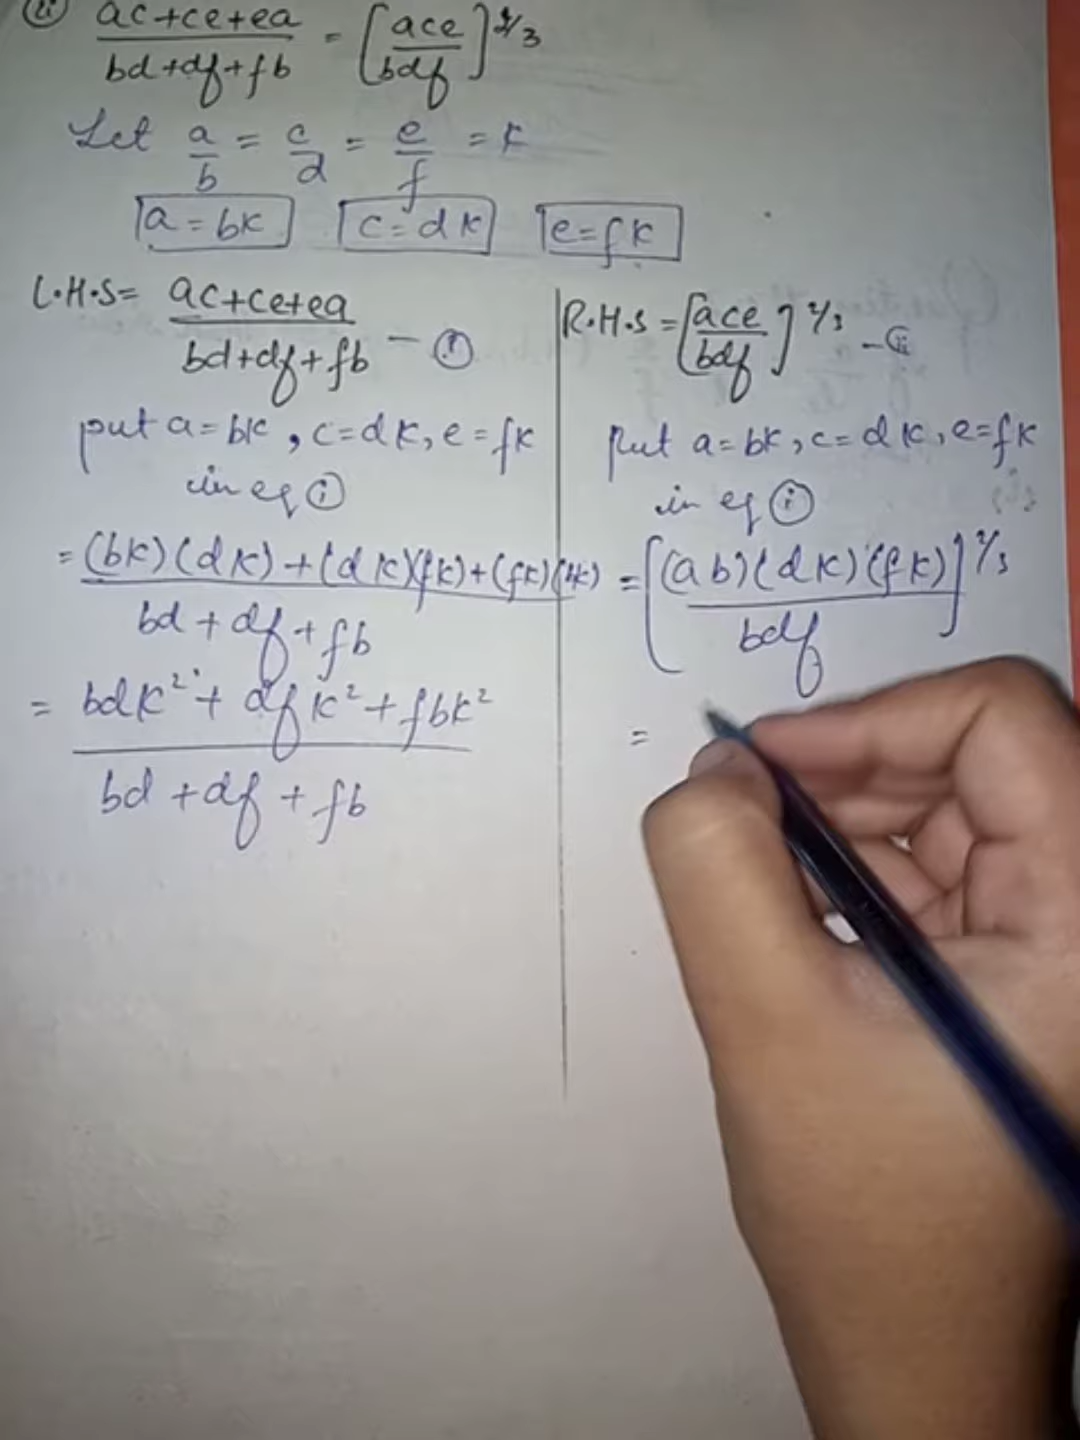 ii) ac+ce+ea / bd+df+fb = [ace / bdf]^2/3
Let a/b = c/d = e/f = k
a = bk  c = dk  e = fk
L.H.S = ac+ce+ea / bd+df+fb — (i)
put a = bk, c = dk, e = fk
in eq (i)
= (bk)(dk) + (dk)(fk) + (fk)(bk) / bd + df + fb
= bdk² + dfk² + fbk² / bd + df + fb
R.H.S = [ace / bdf]^2/3 — (ii)
Put a = bk, c = dk, e = fk
in eq (i)
= [(ab)(dk)(fk) / bdf]^2/3
=